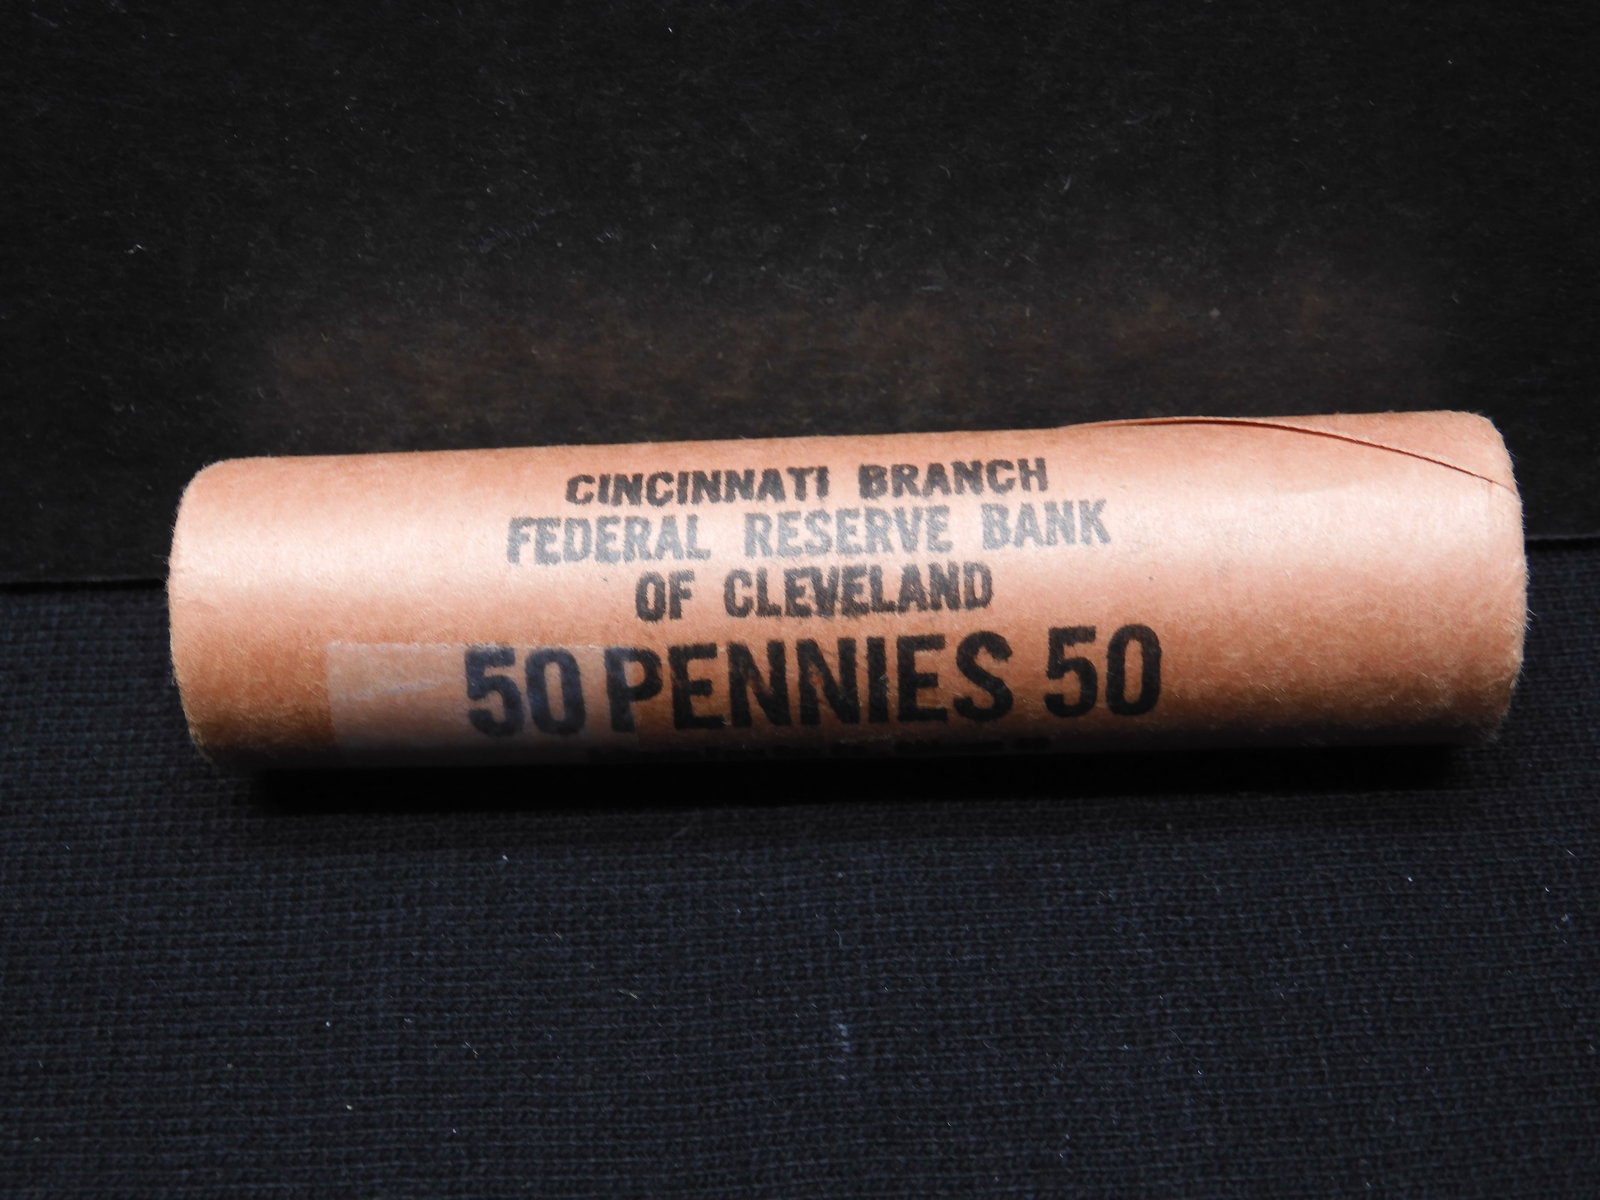 CINCINNATI BRANCH
FEDERAL RESERVE BANK
OF CLEVELAND
50 PENNIES 50